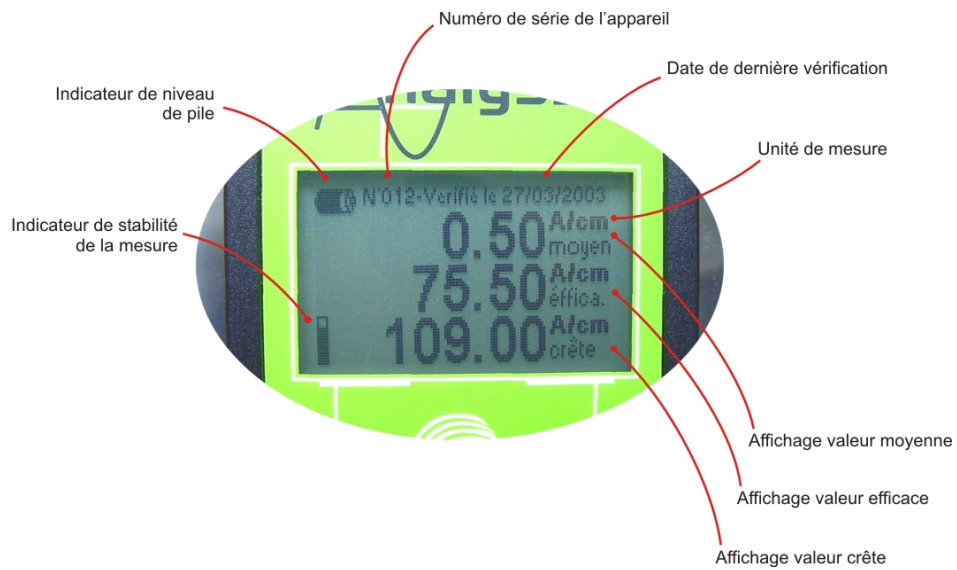 Numéro de série de l'appareil
Date de dernière vérification
Indicateur de niveau
de pile
Unité de mesure
Indicateur de stabilité
de la mesure
N°012-Verifié le 27/03/2003
0.50 A/cm
moyen
75.50 A/cm
éffica.
109.00 A/cm
crête
Affichage valeur moyenne
Affichage valeur efficace
Affichage valeur crête